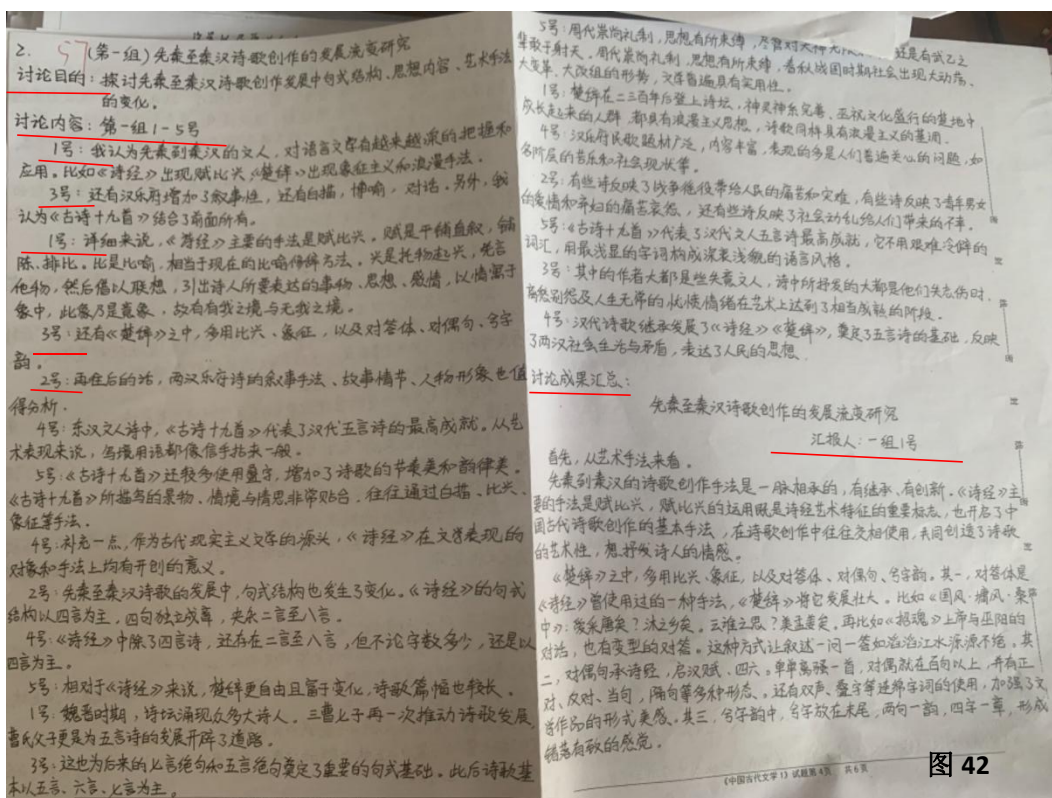 2. 57 (第一组) 先秦至秦汉诗歌创作的发展流变研究
讨论目的：探讨先秦至秦汉诗歌创作发展中句式结构、思想内容、艺术手法
的变化。
讨论内容：第一组1-5号
1号：我认为先秦到秦汉的文人，对语言文字有越来越深的把握和
应用。比如《诗经》出现赋比兴，《楚辞》出现象征主义和浪漫手法。
3号：还有汉乐府增加了叙事性，还有白描，博喻，对话。另外，我
认为《古诗十九首》结合了前面所有。
1号：详细来说，《诗经》主要的手法是赋比兴。赋是平铺直叙，铺
陈、排比。比是比喻，相当于现在的比喻修辞方法。兴是托物起兴，先言
他物，然后借以联想，引出诗人所要表达的事物、思想、感情，以情寓于
象中，此象乃是意象，故有有我之境与无我之境。
3号：还有《楚辞》之中，多用比兴、象征，以及对答体、对偶句、兮字
韵。
2号：再往后的话，两汉乐府诗的叙事手法、故事情节、人物形象也值
得分析.
4号：东汉文人诗中，《古诗十九首》代表了汉代五言诗的最高成就。从艺
术表现来说，写境用语都像信手拈来一般。
5号：《古诗十九首》还较多使用叠字，增加了诗歌的节奏美和韵律美。
《古诗十九首》所描写的景物、情境与情思非常贴合，往往通过白描、比兴、
象征等手法.
4号：补充一点，作为古代现实主义文学的源头，《诗经》在文学表现的
对象和手法上均有开创的意义。
2号：先秦至秦汉诗歌的发展中，句式结构也发生了变化。《诗经》的句式
结构以四言为主，四句独立成章，夹杂二言至八言。
4号：《诗经》中除了四言诗，还存在二言至八言，但不论字数多少，还是以
四言为主。
5号：相对于《诗经》来说，楚辞更自由且富于变化，诗歌篇幅也较长。
1号：魏晋时期，诗坛涌现众多大诗人。三曹七子再一次推动诗歌发展，
曹氏父子更是为五言诗的发展开辟了道路。
3号：这也为后来的七言绝句和五言绝句奠定了重要的句式基础。此后诗歌基
本以五言、六言、七言为主。
5号：周代崇尚礼制，思想有所束缚，尽管对天神 还是有武乙之
辈敢于射天，周代崇尚礼制，思想有所束缚，春秋战国时期社会出现大动荡、
大变革、大改组的形势，文学普遍具有实用性。
1号：楚辞在二三百年后登上诗坛，神灵神系完善、巫祝文化盛行的楚地中
成长起来的人群，都具有浪漫主义思想，诗歌同样具有浪漫主义的基调。
4号：汉乐府民歌题材广泛，内容丰富，表现的多是人们普遍关心的问题，如
各阶层的苦乐和社会现状等。
2号：有些诗反映了战争徭役带给人民的痛苦和灾难，有些诗反映了青年男女
的爱情和弃妇的痛苦哀怨，还有些诗反映了社会动乱给人们带来的不幸。
5号：《古诗十九首》代表了汉代文人五言诗最高成就，它不用艰难冷僻的
词汇，用最浅显的字词构成深衷浅貌的语言风格。
3号：其中的作者大都是些失意文人，诗中所抒发的大都是他们失志伤时、
离愁别怨及人生无常的忧惧情绪在艺术上达到了相当成熟的阶段.
4号：汉代诗歌继承发展了《诗经》《楚辞》，奠定了五言诗的基础，反映
了两汉社会生活与矛盾，表达了人民的思想.
讨论成果汇总：
先秦至秦汉诗歌创作的发展流变研究
汇报人：一组1号
首先，从艺术手法来看。
先秦到秦汉的诗歌创作手法是一脉相承的，有继承、有创新。《诗经》主
要的手法是赋比兴，赋比兴的运用既是诗经艺术特征的重要标志，也开启了中
国古代诗歌创作的基本手法，在诗歌创作中往往交相使用，共同创造了诗歌
的艺术性，抒发诗人的情感。
《楚辞》之中，多用比兴、象征，以及对答体、对偶句、兮字韵。其一，对答体是
《诗经》曾使用过的一种手法，《楚辞》将它发展壮大。比如《国风·鄘风·桑
中》：爰采唐矣？沬之乡矣。云谁之思？美孟姜矣。再比如《招魂》上帝与巫阳的
对话，也有变型的对答。这种方式让叙述一问一答如滔滔江水源源不绝。其
二，对偶句承诗经，启汉赋、四六。单单离骚一首，对偶就在百句以上，并有正
对、反对、当句，隔句等多种形态。还有双声、叠字等连绵字词的使用，加强了文
学作品的形式美感。其三，兮字韵中，兮字放在末尾，两句一韵，四字一章，形成
错落有致的感觉。
《中国古代文学1》试题第4页 共6页
图 42